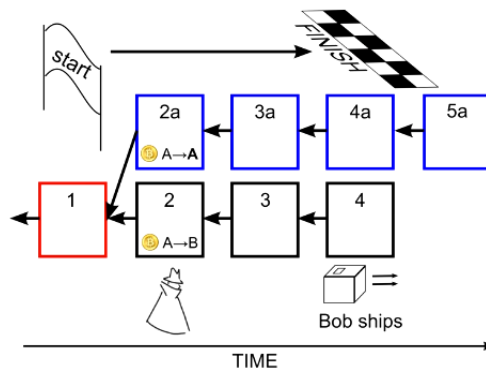 start
FINISH
2a
3a
4a
5a
A→A
1
2
3
4
A→B
Bob ships
TIME